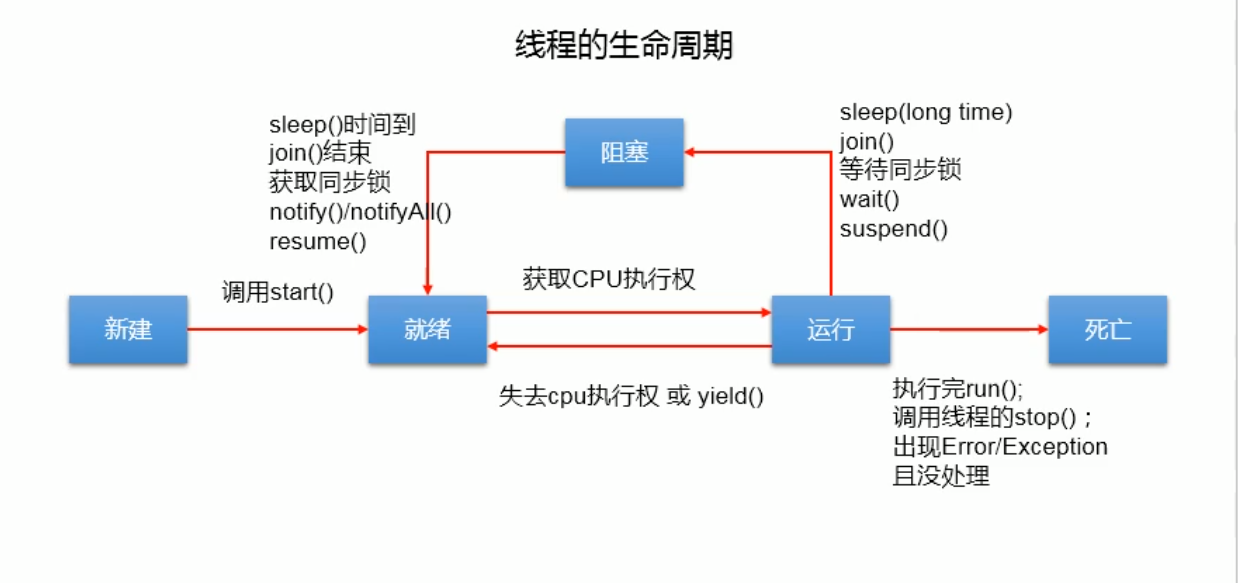 线程的生命周期
sleep()时间到
join()结束
获取同步锁
notify()/notifyAll()
resume()
阻塞
sleep(long time)
join()
等待同步锁
wait()
suspend()
调用start()
获取CPU执行权
新建
就绪
运行
死亡
失去cpu执行权 或 yield()
执行完run();
调用线程的stop()；
出现Error/Exception
且没处理